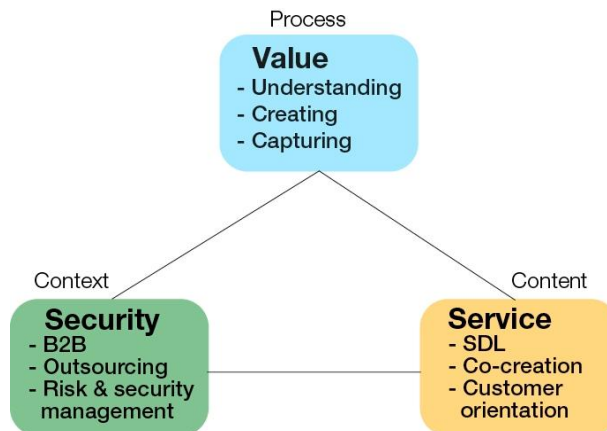 Process
Value
- Understanding
- Creating
- Capturing
Context
Security
- B2B
- Outsourcing
- Risk & security
management
Content
Service
- SDL
- Co-creation
- Customer
orientation